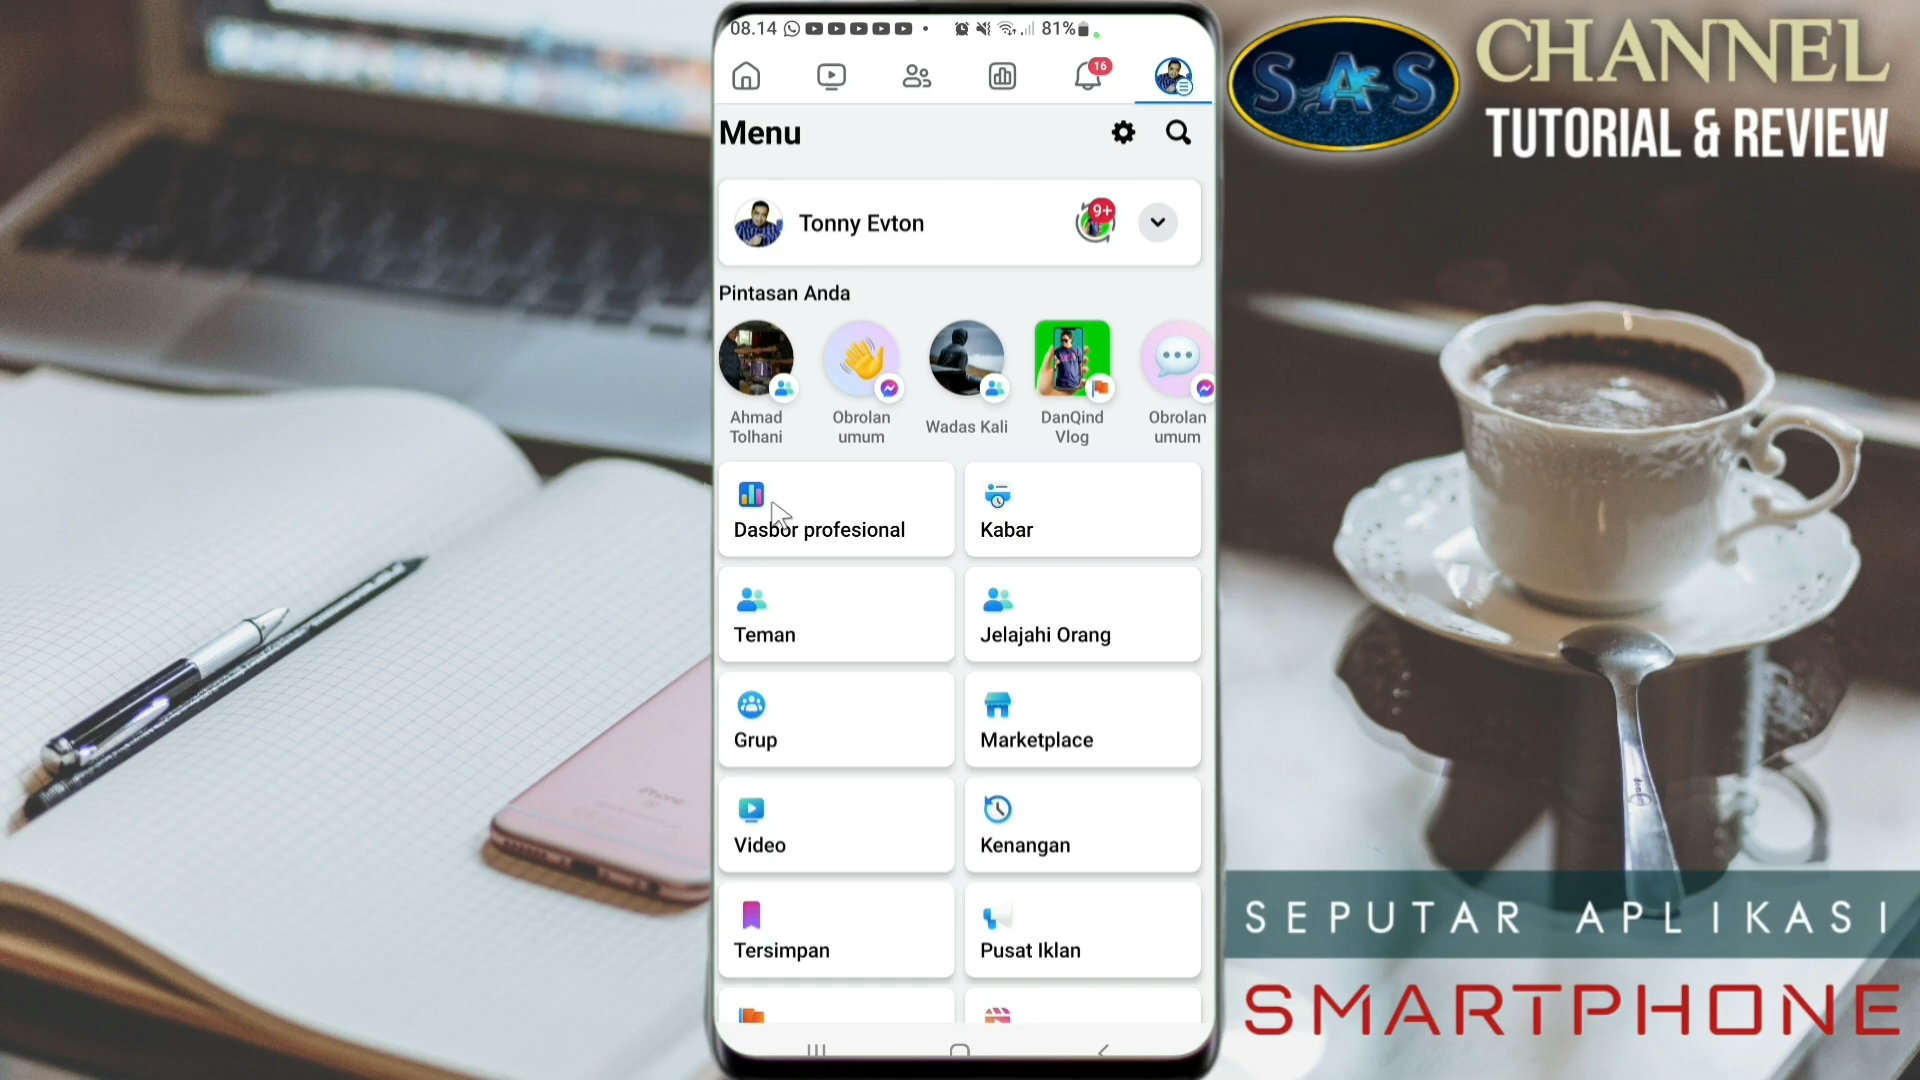 08.14
81%
16
Menu
Tonny Evton
9+
Pintasan Anda
Ahmad Tolhani
Obrolan umum
Wadas Kali
DanQind Vlog
Obrolan umum
Dasbor profesional
Kabar
Teman
Jelajahi Orang
Grup
Marketplace
Video
Kenangan
Tersimpan
Pusat Iklan
SAS
CHANNEL
TUTORIAL & REVIEW
SEPUTAR APLIKASI
SMARTPHONE
iPhone